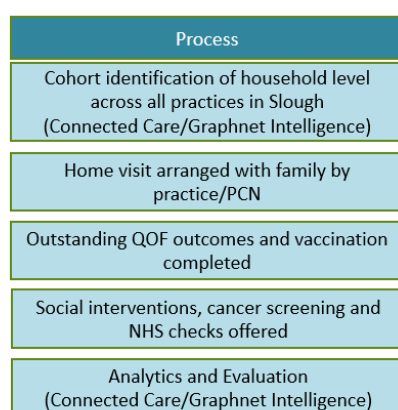 Process
Cohort identification of household level
across all practices in Slough
(Connected Care/Graphnet Intelligence)
Home visit arranged with family by
practice/PCN
Outstanding QOF outcomes and vaccination
completed
Social interventions, cancer screening and
NHS checks offered
Analytics and Evaluation
(Connected Care/Graphnet Intelligence)